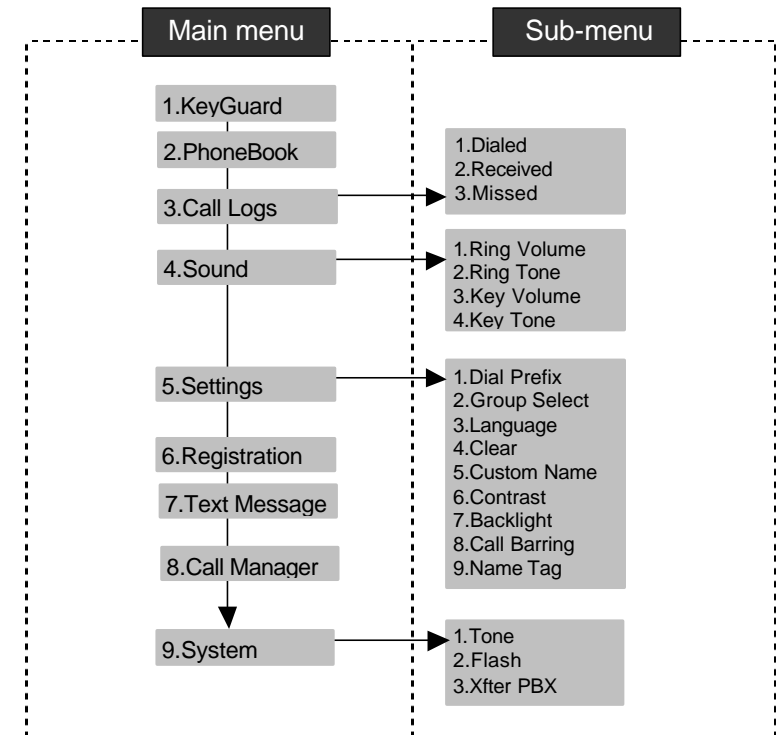 Main menu
Sub-menu
1.KeyGuard
2.PhoneBook
3.Call Logs
4.Sound
5.Settings
6.Registration
7.Text Message
8.Call Manager
9.System
1.Dialed
2.Received
3.Missed
1.Ring Volume
2.Ring Tone
3.Key Volume
4.Key Tone
1.Dial Prefix
2.Group Select
3.Language
4.Clear
5.Custom Name
6.Contrast
7.Backlight
8.Call Barring
9.Name Tag
1.Tone
2.Flash
3.Xfter PBX